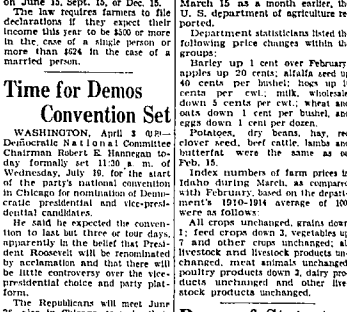 on June 15, Sept. 15, or Dec. 15.
The law requires farmers to file
declarations if they expect their
income this year to be $500 or more
in the case of a single person or
more than $624 in the case of a
married person.
Time for Demos
Convention Set
WASHINGTON, April 3 (UP)—
Democratic National Committee
Chairman Robert E. Hannegan to-
day formally set 11:30 a. m. of
Wednesday, July 19, for the start
of the party's national convention
in Chicago for nomination of Demo-
cratic presidential and vice-presi-
dential candidates.
He said he expected the conven-
tion to last but three or four days,
apparently in the belief that Presi-
dent Roosevelt will be renominated
by acclamation and that there will
be little controversy over the vice-
presidential choice and party plat-
form.
The Republicans will meet June
March 15 as a month earlier, the
U. S. department of agriculture re-
ported.
Department statisticians listed the
following price changes within the
groups:
Barley up 1 cent over February
apples up 20 cents; alfalfa seed up
40 cents per bushel; hogs up
cents per cwt.; milk, wholesale
down 5 cents per cwt.; wheat and
oats down 1 cent per bushel, and
eggs down 1 cent per dozen.
Potatoes, dry beans, hay, red
clover seed, beef cattle, lambs and
butterfat were the same as on
Feb. 15.
Index numbers of farm prices in
Idaho during March, as compared
with February, based on the depart-
ment's 1910-1914 average of 100
were as follows:
All crops unchanged, grains down
1; feed crops down 3, vegetables up
7 and other crops unchanged; all
livestock and livestock products un-
changed, meat animals unchanged
poultry products down 2, dairy pro-
ducts unchanged and other live-
stock products unchanged.